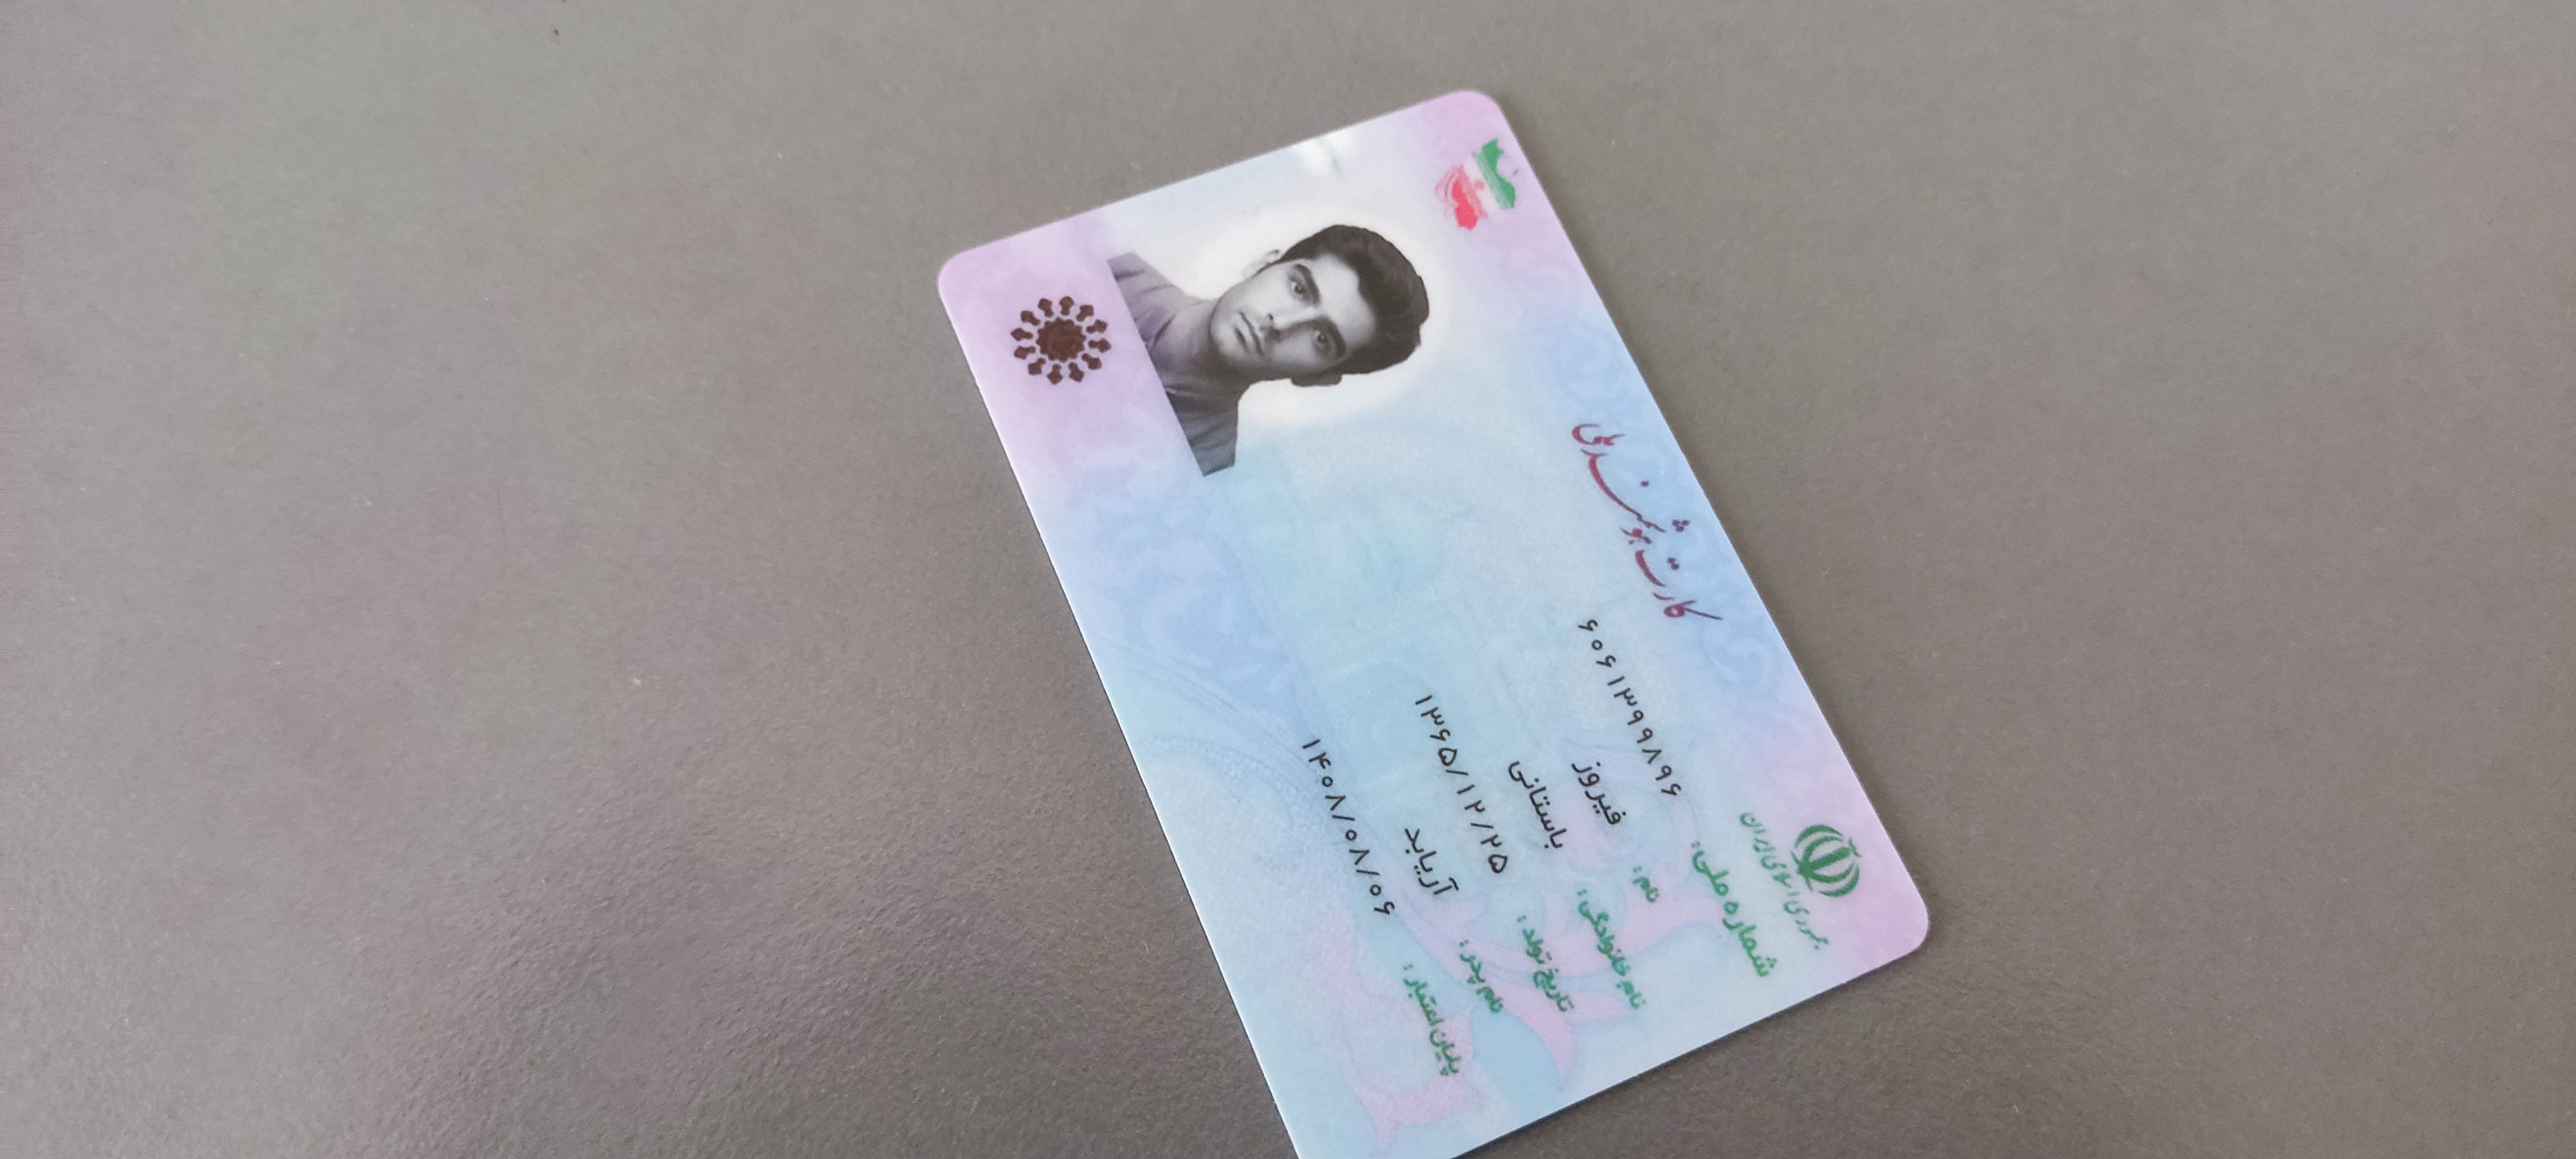 جمهوری اسلامی ایران
کارت هوشمند ملی
شماره ملی: ۶۰۶۱۳۹۹۸۹۶
نام: فیروز
نام خانوادگی: باستانی
تاریخ تولد: ۱۳۶۵/۱۲/۲۵
نام پدر: آریابد
پایان اعتبار: ۱۴۰۸/۰۸/۰۶